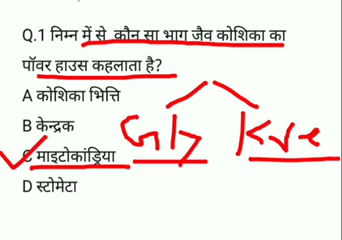 Q.1 निम्न में से कौन सा भाग जैव कोशिका का
पॉवर हाउस कहलाता है?
A कोशिका भित्ति
B केन्द्रक
C माइटोकांड्रिया
D स्टोमेटा